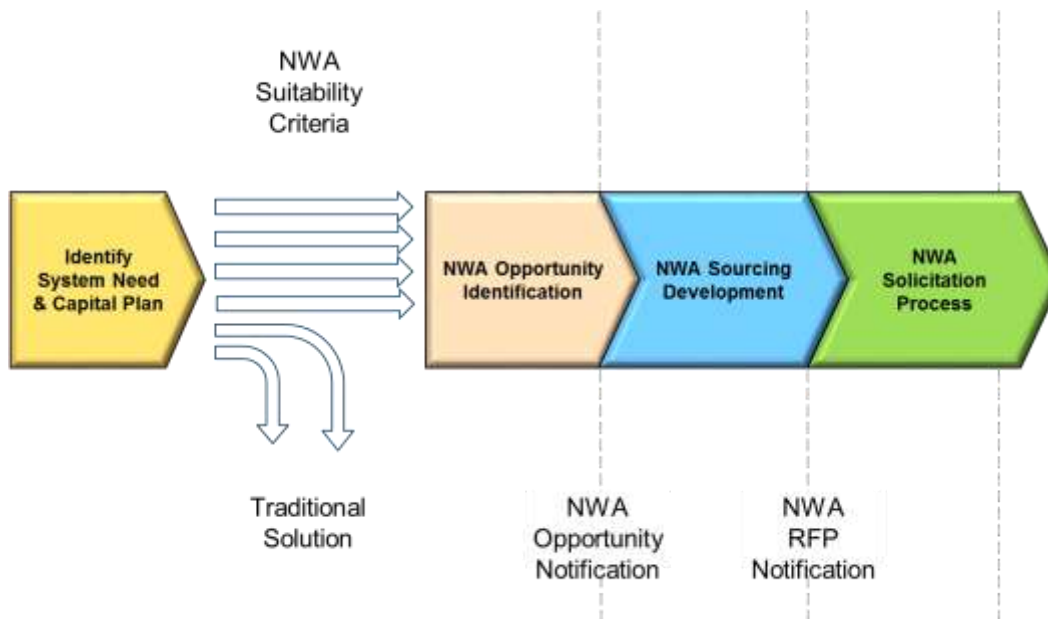 NWA
Suitability
Criteria
Identify
System Need
& Capital Plan
NWA Opportunity
Identification
NWA Sourcing
Development
NWA
Solicitation
Process
Traditional
Solution
NWA
Opportunity
Notification
NWA
RFP
Notification